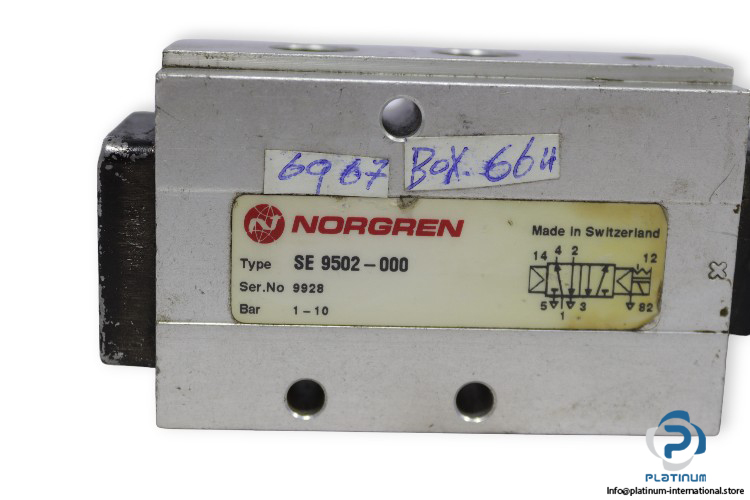 6967 BOX.664
NORGREN
Made in Switzerland
Type SE 9502-000
Ser.No 9928
Bar 1-10
14 4 2 12
5 1 3 82
PLATINUM
Info@platinum-international.store